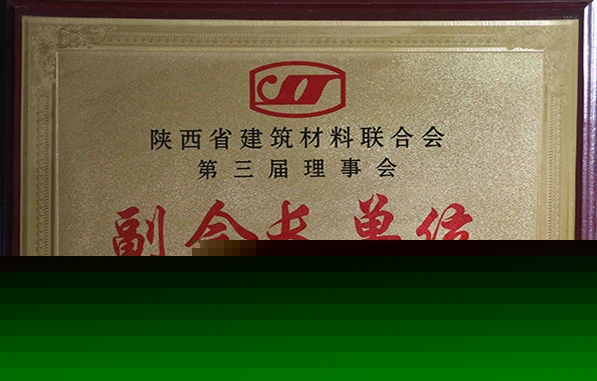 陕西省建筑材料联合会
第三届理事会
副会长单位